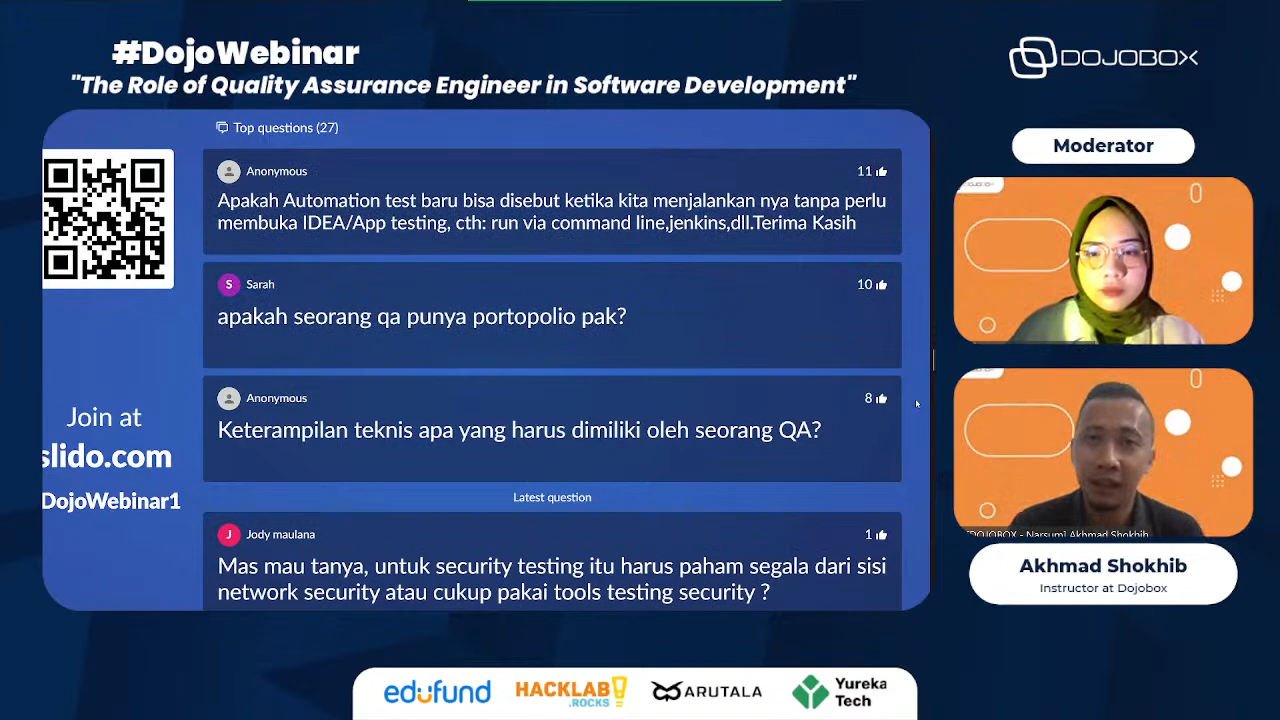 #DojoWebinar
"The Role of Quality Assurance Engineer in Software Development"
DOJOBOX
Top questions (27)
Anonymous
11
Apakah Automation test baru bisa disebut ketika kita menjalankan nya tanpa perlu
membuka IDEA/App testing, cth: run via command line,jenkins,dll.Terima Kasih
S
Sarah
10
apakah seorang qa punya portopolio pak?
Anonymous
8
Keterampilan teknis apa yang harus dimiliki oleh seorang QA?
Latest question
J
Jody maulana
1
Mas mau tanya, untuk security testing itu harus paham segala dari sisi
network security atau cukup pakai tools testing security ?
Join at
slido.com
DojoWebinar1
Moderator
[DOJOBOX - Narsum] Akhmad Shokhib
Akhmad Shokhib
Instructor at Dojobox
edufund
HACKLAB!
.ROCKS
ARUTALA
Yureka
Tech